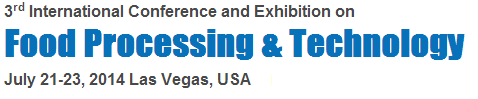 3rd International Conference and Exhibition on
Food Processing & Technology
July 21-23, 2014 Las Vegas, USA